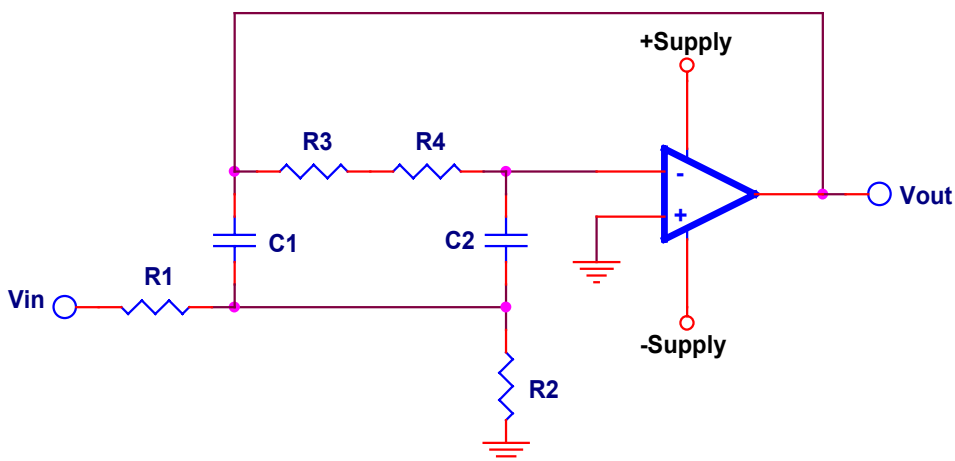 +Supply
R3
R4
-
+
Vout
C1
C2
R1
Vin
-Supply
R2